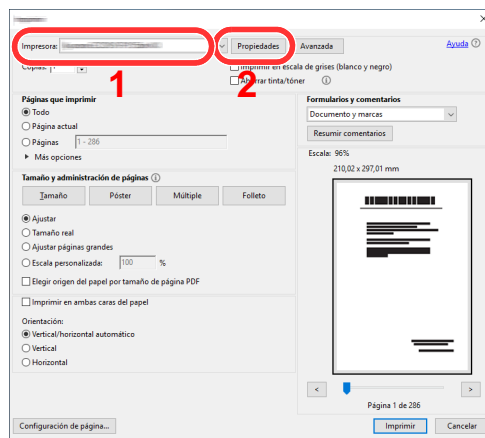 Impresora:
Propiedades
Avanzada
Ayuda
Copias: 1
Imprimir en escala de grises (blanco y negro)
1
2
Ahorrar tinta/tóner
Páginas que imprimir
Todo
Página actual
Páginas 1 - 286
Más opciones
Tamaño y administración de páginas
Tamaño Póster Múltiple Folleto
Ajustar
Tamaño real
Ajustar páginas grandes
Escala personalizada: 100 %
Elegir origen del papel por tamaño de página PDF
Imprimir en ambas caras del papel
Orientación:
Vertical/horizontal automático
Vertical
Horizontal
Formularios y comentarios
Documento y marcas
Resumir comentarios
Escala: 96%
210,02 x 297,01 mm
< >
Página 1 de 286
Configuración de página...
Imprimir
Cancelar